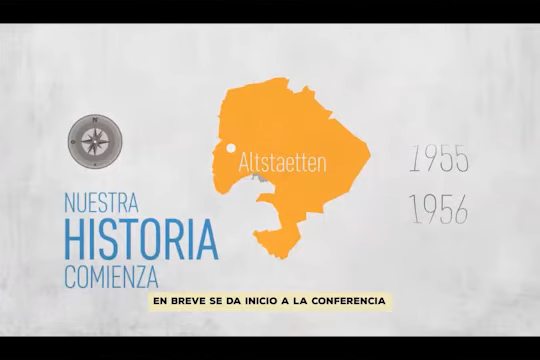 N
Altstaetten
1955
1956
NUESTRA
HISTORIA
COMIENZA
EN BREVE SE DA INICIO A LA CONFERENCIA